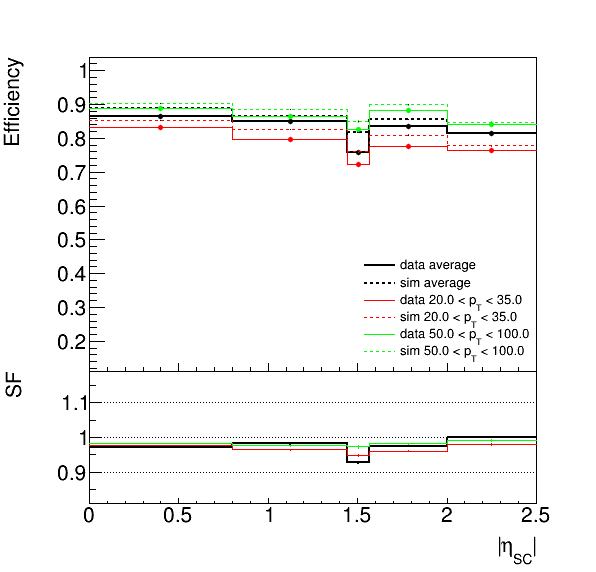 Efficiency
1
0.9
0.8
0.7
0.6
0.5
0.4
0.3
0.2
data average
sim average
data 20.0 < p_T < 35.0
sim 20.0 < p_T < 35.0
data 50.0 < p_T < 100.0
sim 50.0 < p_T < 100.0
SF
1.1
1
0.9
0 0.5 1 1.5 2 2.5
|η_SC|